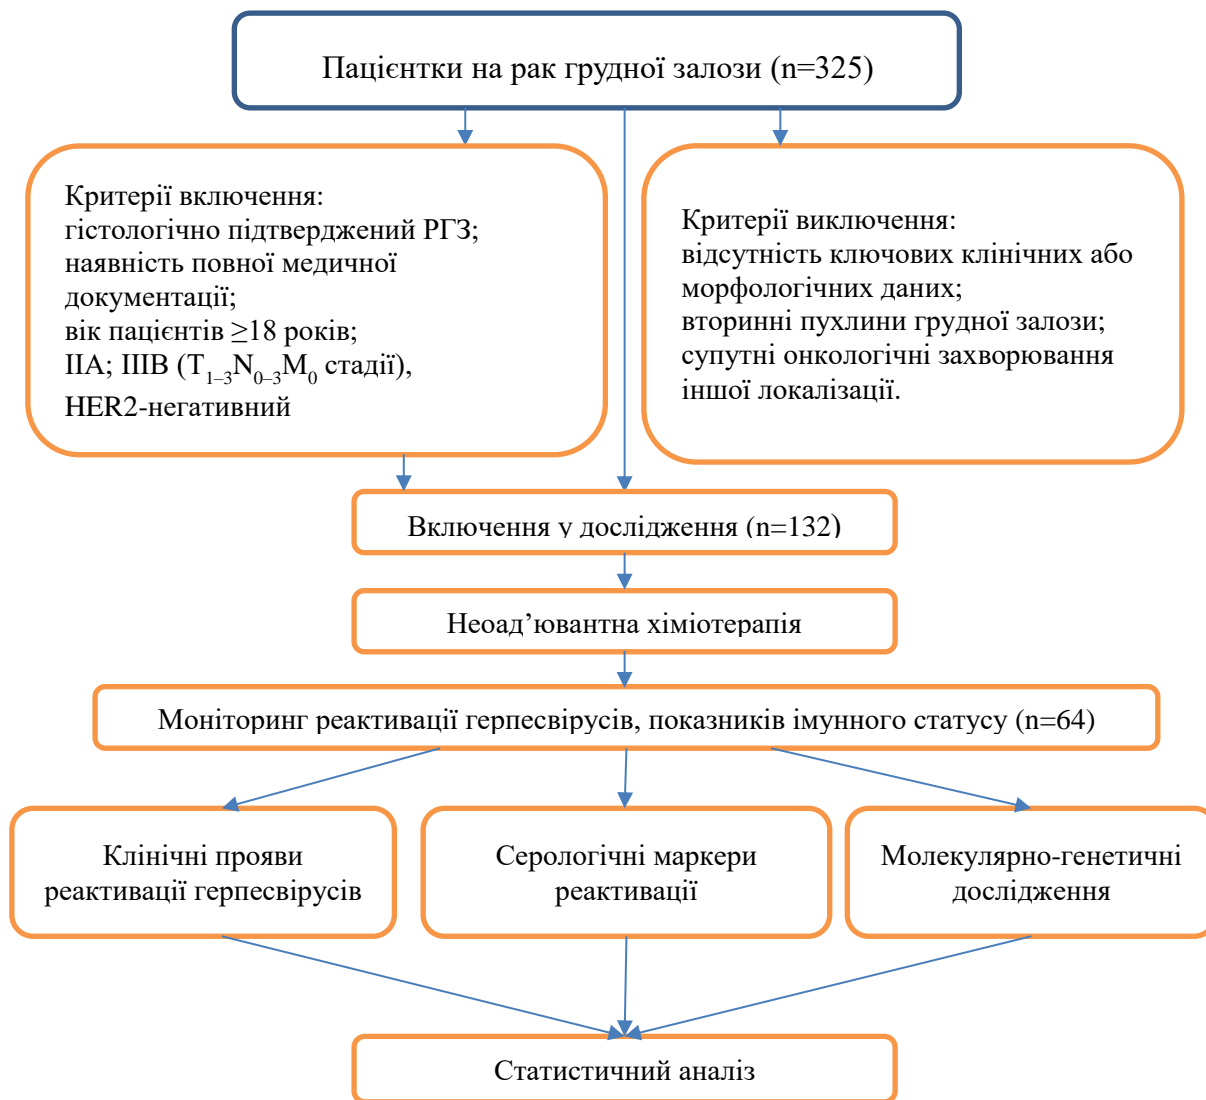 Пацієнтки на рак грудної залози (n=325)
Критерії включення:
гістологічно підтверджений РГЗ;
наявність повної медичної
документації;
вік пацієнтів ≥18 років;
IIA; IIIB (T₁₋₃N₀₋₃M₀ стадії),
HER2-негативний
Критерії виключення:
відсутність ключових клінічних або
морфологічних даних;
вторинні пухлини грудної залози;
супутні онкологічні захворювання
іншої локалізації.
Включення у дослідження (n=132)
Неоад’ювантна хіміотерапія
Моніторинг реактивації герпесвірусів, показників імунного статусу (n=64)
Клінічні прояви
реактивації герпесвірусів
Серологічні маркери
реактивації
Молекулярно-генетичні
дослідження
Статистичний аналіз